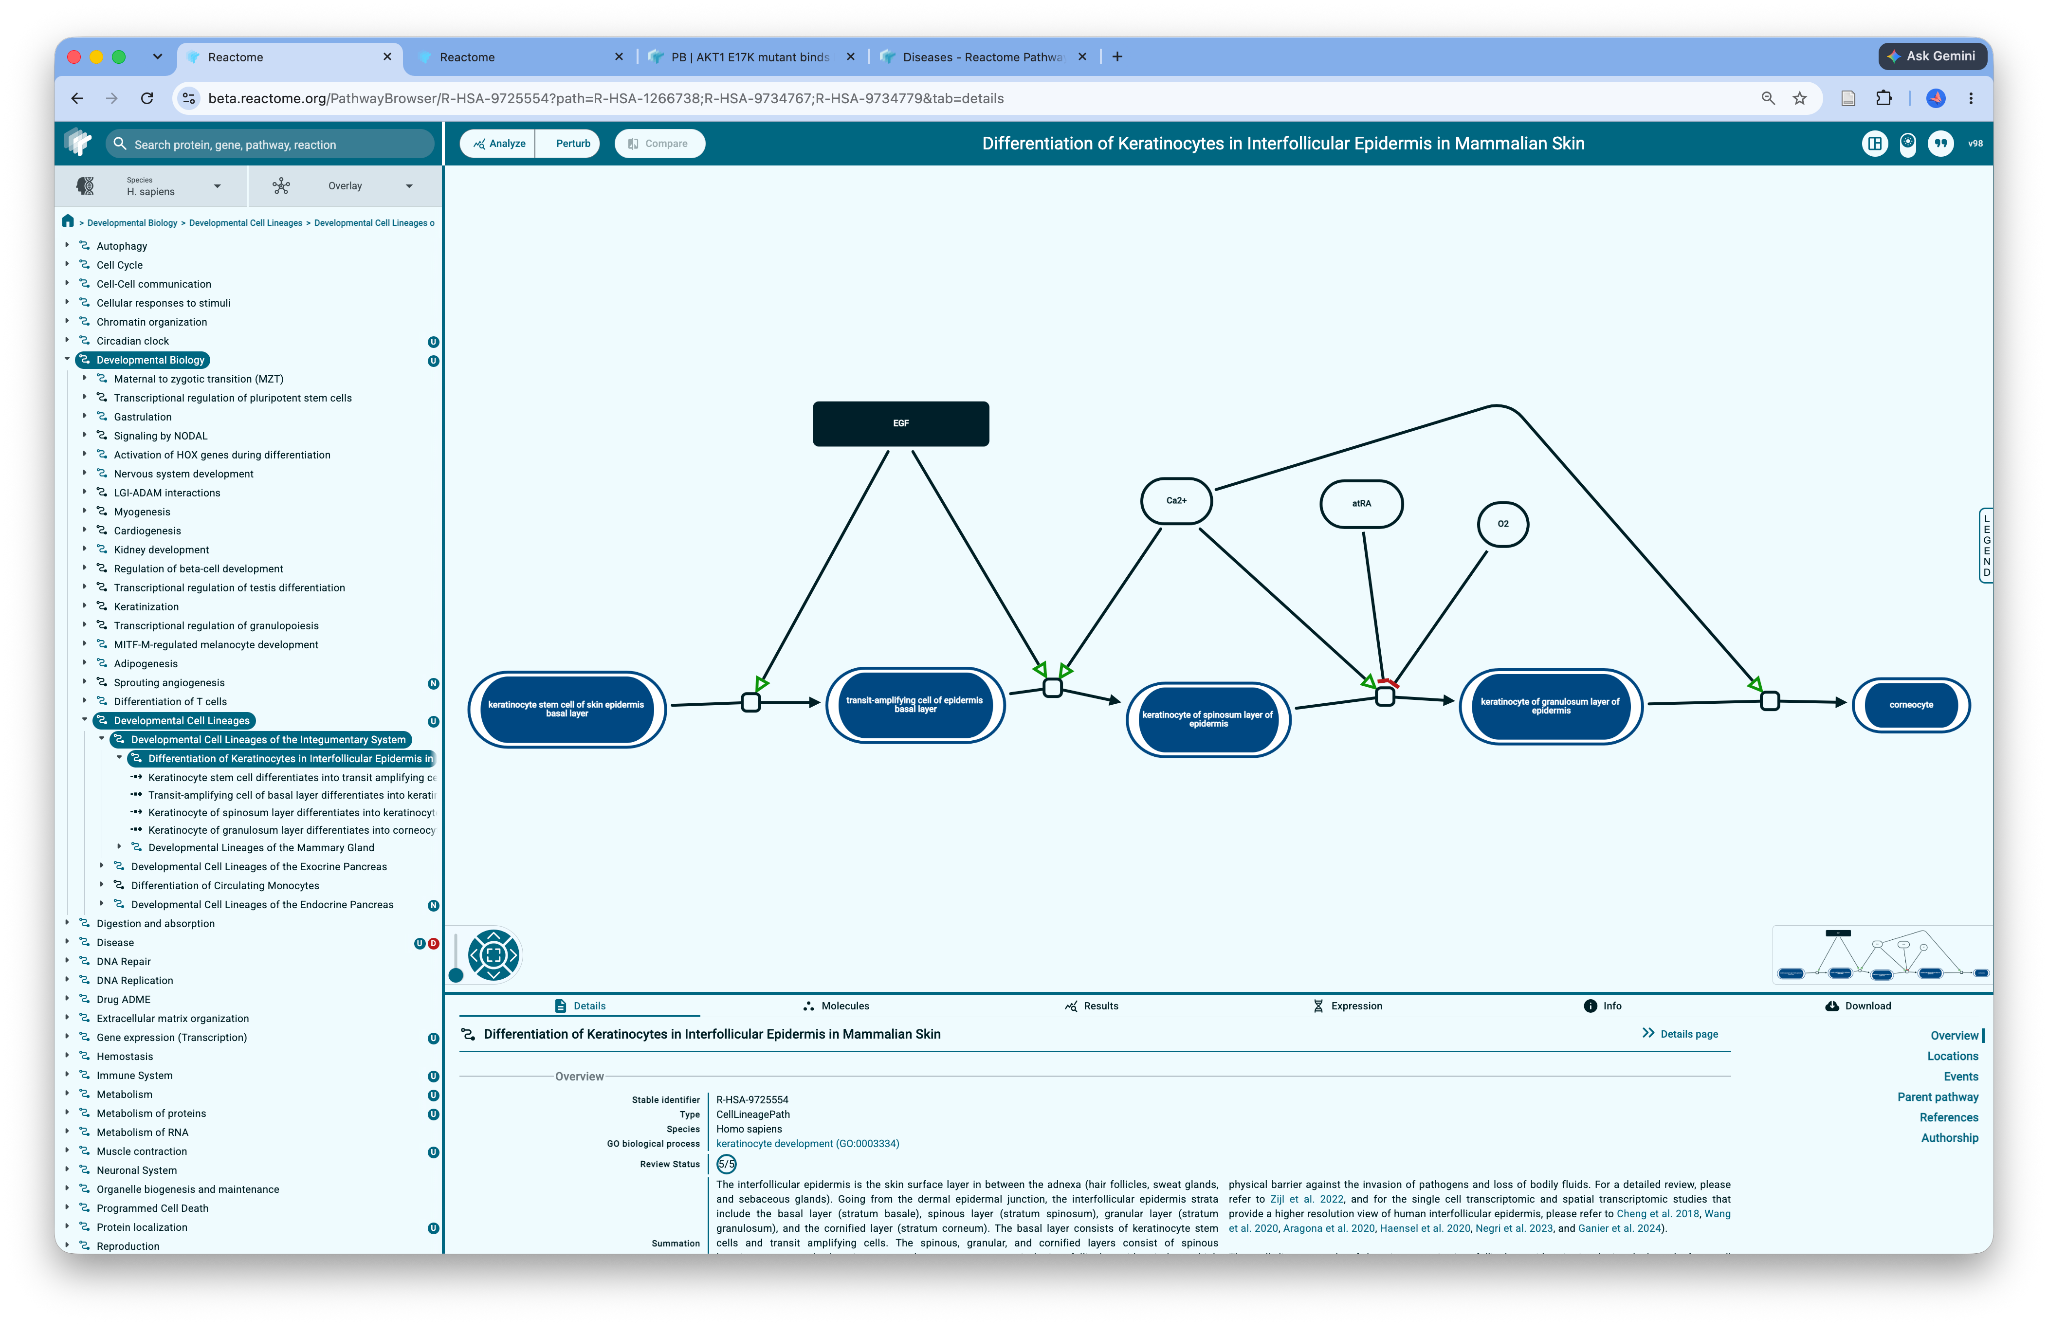 Reactome
Reactome
PB | AKT1 E17K mutant binds
Diseases - Reactome Pathwa
Ask Gemini
beta.reactome.org/PathwayBrowser/R-HSA-9725554?path=R-HSA-1266738;R-HSA-9734767;R-HSA-9734779&tab=details
Search protein, gene, pathway, reaction
Analyze
Perturb
Compare
Differentiation of Keratinocytes in Interfollicular Epidermis in Mammalian Skin
v98
Species
H. sapiens
Overlay
> Developmental Biology > Developmental Cell Lineages > Developmental Cell Lineages o
Autophagy
Cell Cycle
Cell-Cell communication
Cellular responses to stimuli
Chromatin organization
Circadian clock U
Developmental Biology U
Maternal to zygotic transition (MZT)
Transcriptional regulation of pluripotent stem cells
Gastrulation
Signaling by NODAL
Activation of HOX genes during differentiation
Nervous system development
LGI-ADAM interactions
Myogenesis
Cardiogenesis
Kidney development
Regulation of beta-cell development
Transcriptional regulation of testis differentiation
Keratinization
Transcriptional regulation of granulopoiesis
MITF-M-regulated melanocyte development
Adipogenesis
Sprouting angiogenesis N
Differentiation of T cells
Developmental Cell Lineages U
Developmental Cell Lineages of the Integumentary System
Differentiation of Keratinocytes in Interfollicular Epidermis in
Keratinocyte stem cell differentiates into transit amplifying ce
Transit-amplifying cell of basal layer differentiates into kerati
Keratinocyte of spinosum layer differentiates into keratinocyt
Keratinocyte of granulosum layer differentiates into corneocy
Developmental Lineages of the Mammary Gland
Developmental Cell Lineages of the Exocrine Pancreas
Differentiation of Circulating Monocytes
Developmental Cell Lineages of the Endocrine Pancreas N
Digestion and absorption
Disease U D
DNA Repair
DNA Replication
Drug ADME
Extracellular matrix organization
Gene expression (Transcription) U
Hemostasis
Immune System U
Metabolism U
Metabolism of proteins U
Metabolism of RNA
Muscle contraction U
Neuronal System
Organelle biogenesis and maintenance
Programmed Cell Death
Protein localization U
Reproduction
EGF
Ca2+
atRA
O2
keratinocyte stem cell of skin epidermis
basal layer
transit-amplifying cell of epidermis
basal layer
keratinocyte of spinosum layer of
epidermis
keratinocyte of granulosum layer of
epidermis
corneocyte
LEGEND
Details
Molecules
Results
Expression
Info
Download
Differentiation of Keratinocytes in Interfollicular Epidermis in Mammalian Skin
Details page
Overview
Stable identifier R-HSA-9725554
Type CellLineagePath
Species Homo sapiens
GO biological process keratinocyte development (GO:0003334)
Review Status 5/5
Summation
The interfollicular epidermis is the skin surface layer in between the adnexa (hair follicles, sweat glands,
and sebaceous glands). Going from the dermal epidermal junction, the interfollicular epidermis strata
include the basal layer (stratum basale), spinous layer (stratum spinosum), granular layer (stratum
granulosum), and the cornified layer (stratum corneum). The basal layer consists of keratinocyte stem
cells and transit amplifying cells. The spinous, granular, and cornified layers consist of spinous
physical barrier against the invasion of pathogens and loss of bodily fluids. For a detailed review, please
refer to Zijl et al. 2022, and for the single cell transcriptomic and spatial transcriptomic studies that
provide a higher resolution view of human interfollicular epidermis, please refer to Cheng et al. 2018, Wang
et al. 2020, Aragona et al. 2020, Haensel et al. 2020, Negri et al. 2023, and Ganier et al. 2024).
Overview
Locations
Events
Parent pathway
References
Authorship